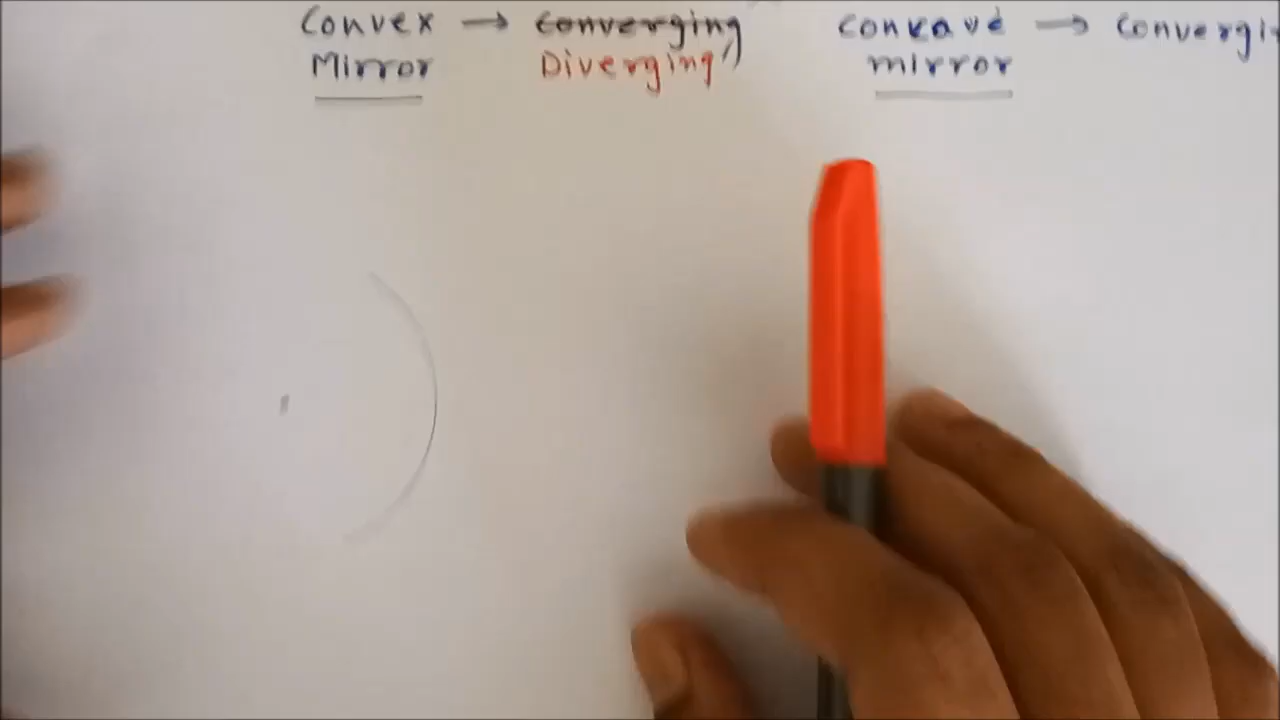 Convex → Converging
Mirror Diverging
Concave → Convergi
mirror